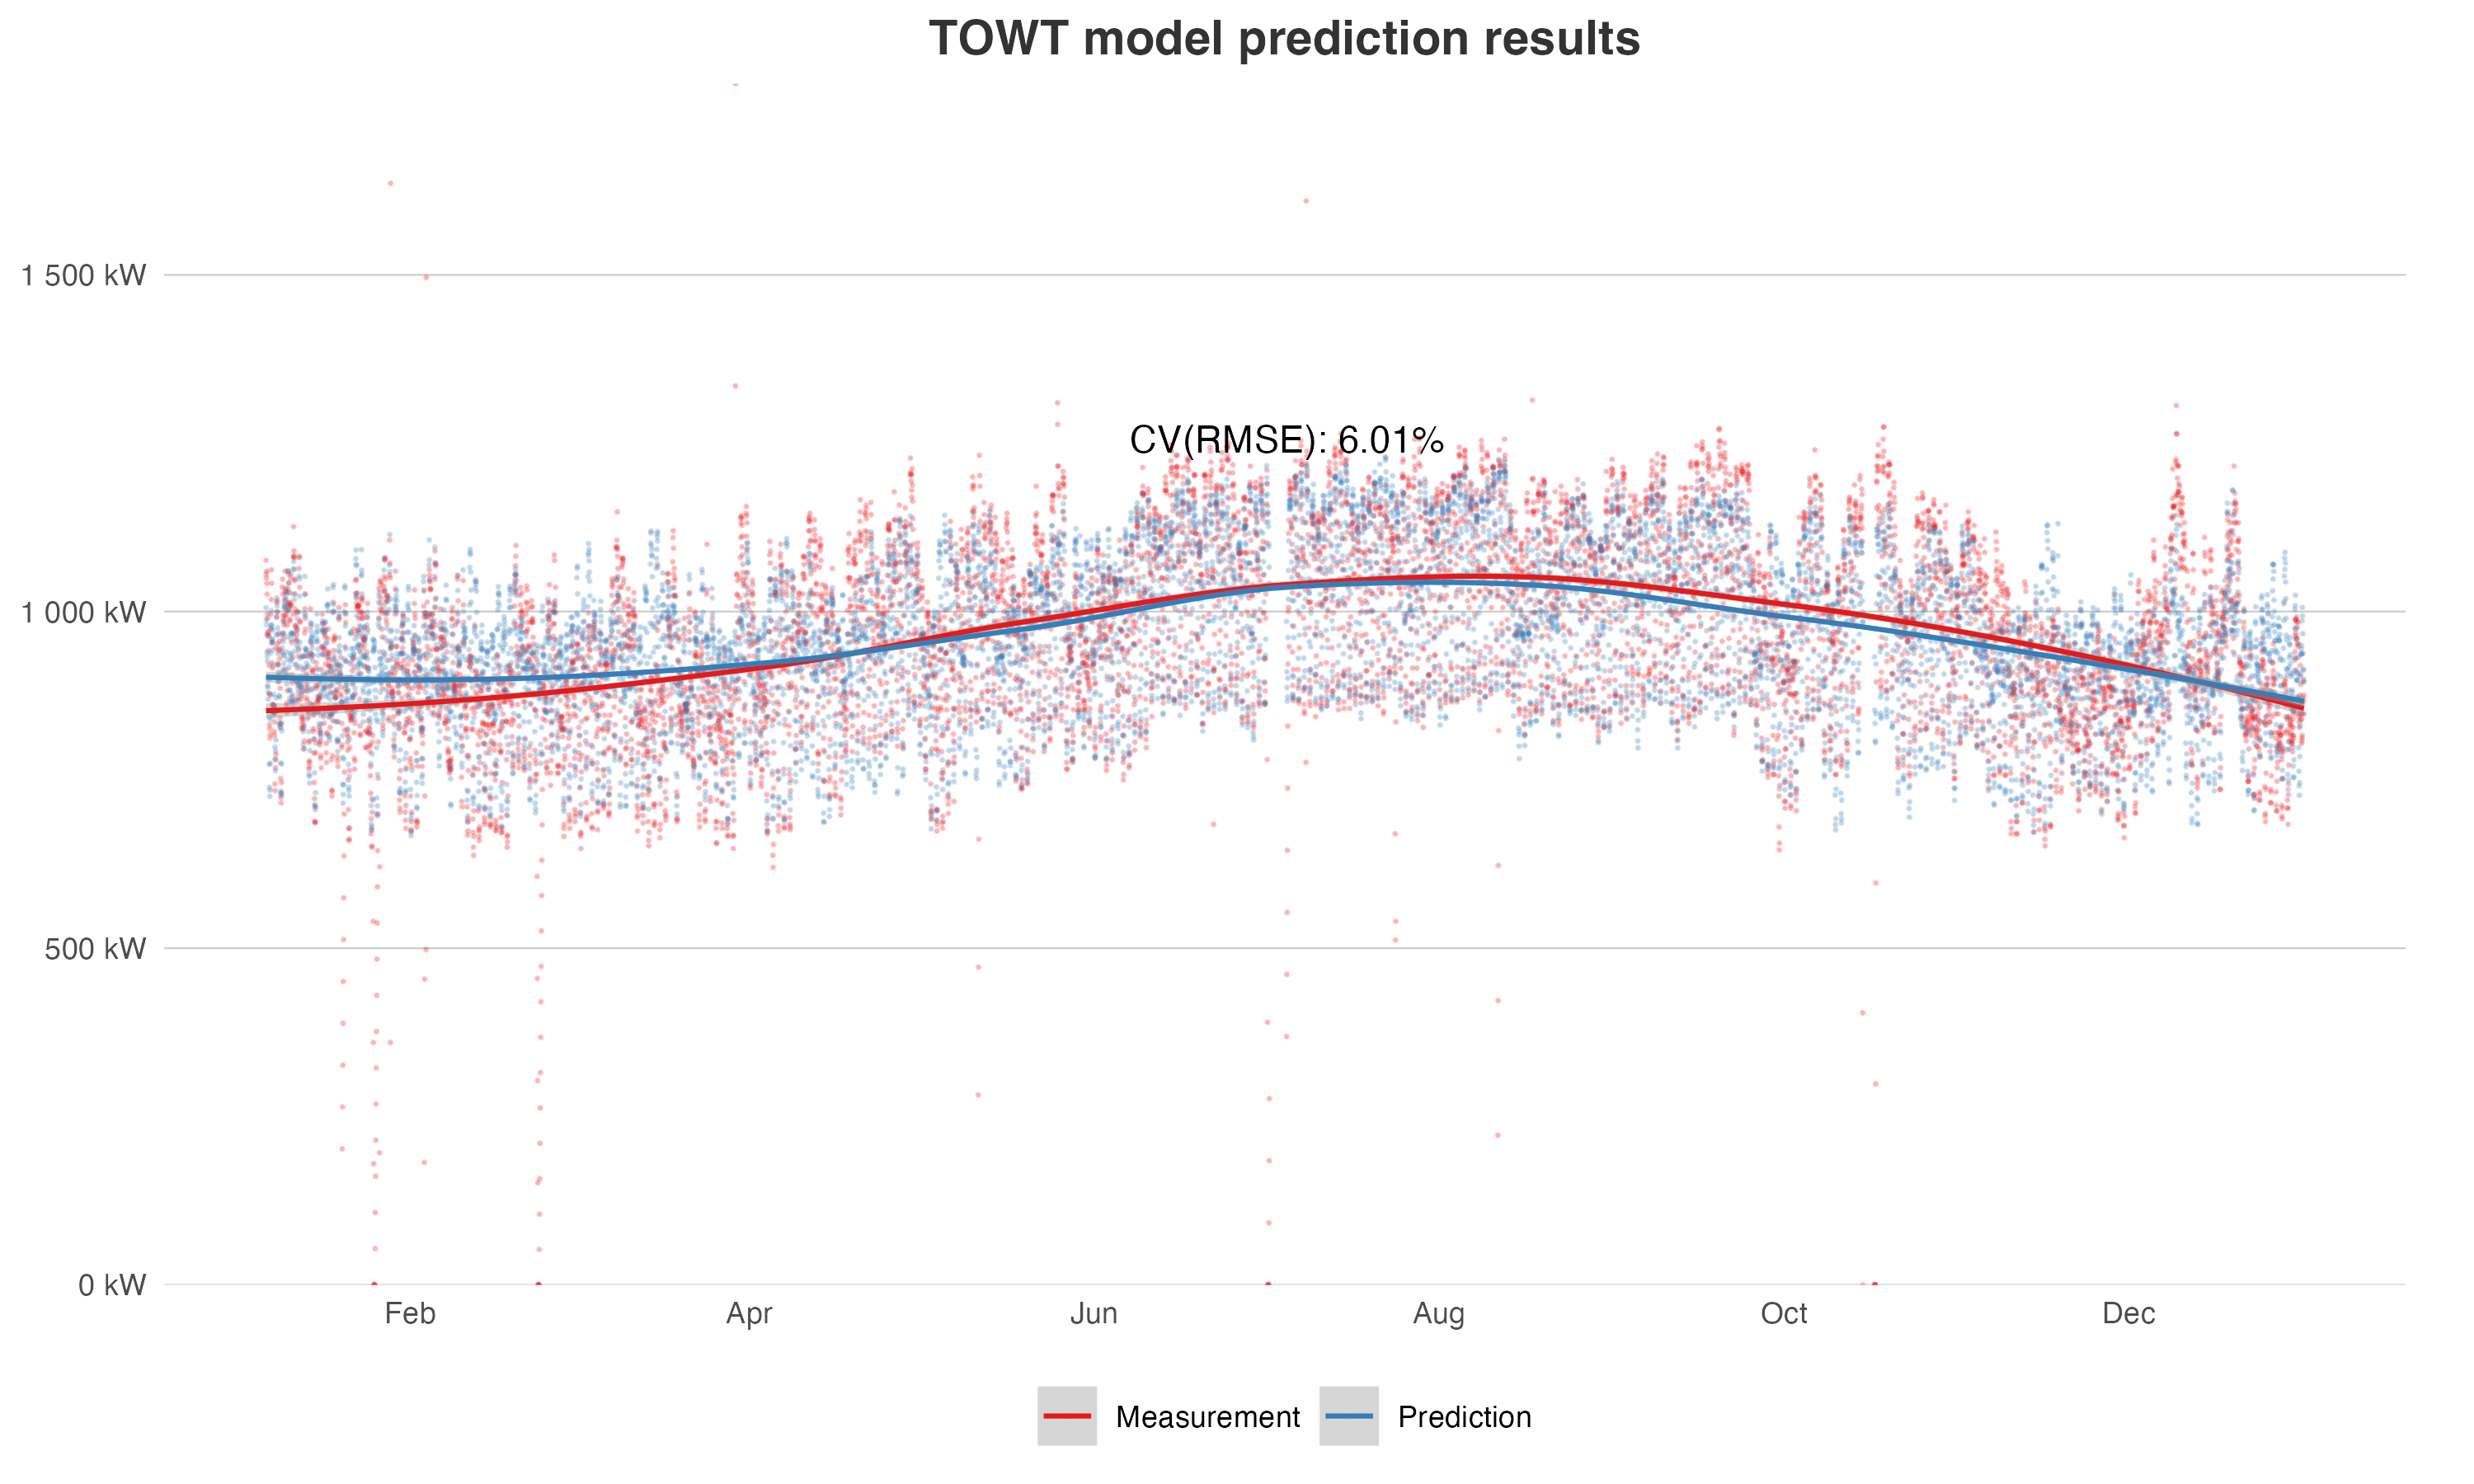 TOWT model prediction results
1 500 kW
CV(RMSE): 6.01%
1 000 kW
500 kW
0 kW
Feb Apr Jun Aug Oct Dec
Measurement Prediction